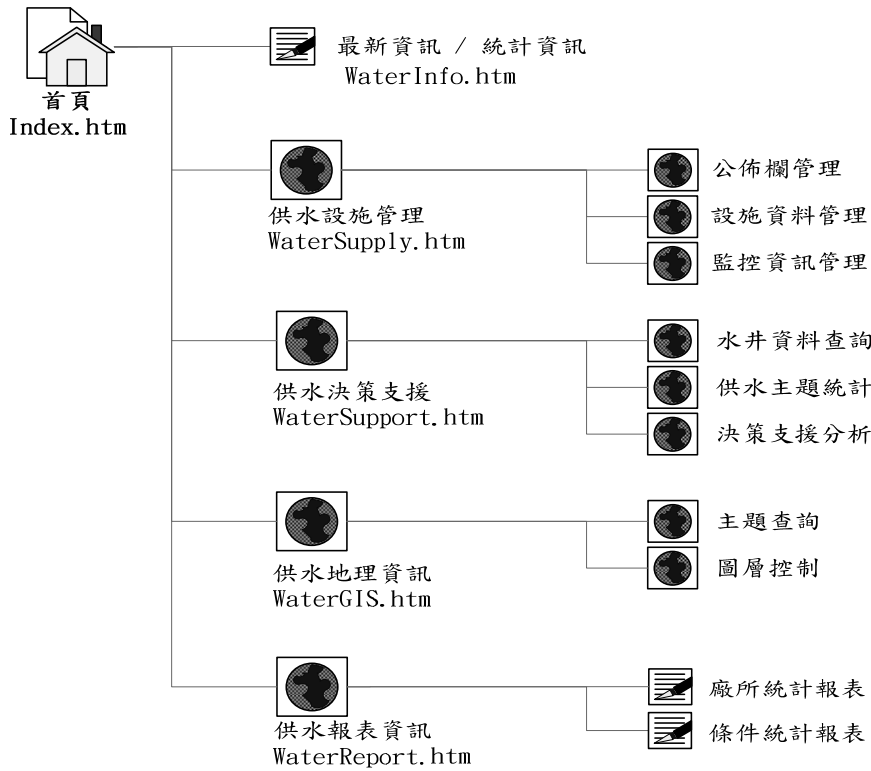 首頁
Index.htm
最新資訊 / 統計資訊
WaterInfo.htm
供水設施管理
WaterSupply.htm
公佈欄管理
設施資料管理
監控資訊管理
供水決策支援
WaterSupport.htm
水井資料查詢
供水主題統計
決策支援分析
供水地理資訊
WaterGIS.htm
主題查詢
圖層控制
供水報表資訊
WaterReport.htm
廠所統計報表
條件統計報表